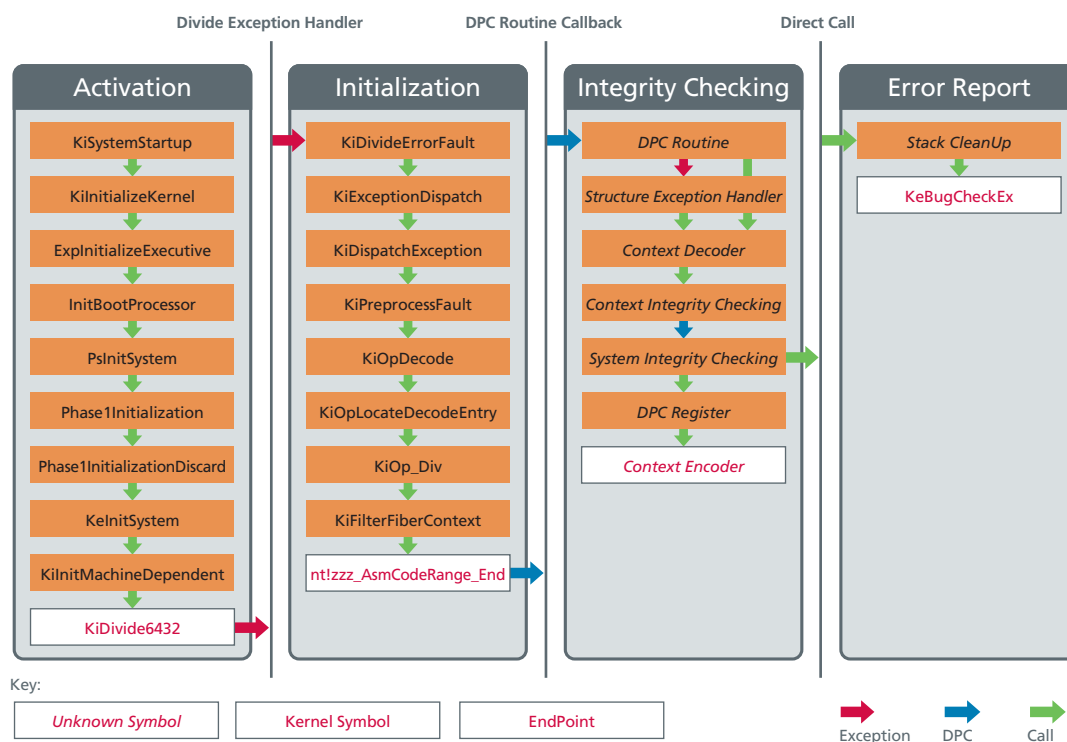 Divide Exception Handler
DPC Routine Callback
Direct Call
Activation
KiSystemStartup
KiInitializeKernel
ExpInitializeExecutive
InitBootProcessor
PsInitSystem
Phase1Initialization
Phase1InitializationDiscard
KeInitSystem
KiInitMachineDependent
KiDivide6432
Initialization
KiDivideErrorFault
KiExceptionDispatch
KiDispatchException
KiPreprocessFault
KiOpDecode
KiOpLocateDecodeEntry
KiOp_Div
KiFilterFiberContext
nt!zzz_AsmCodeRange_End
Integrity Checking
DPC Routine
Structure Exception Handler
Context Decoder
Context Integrity Checking
System Integrity Checking
DPC Register
Context Encoder
Error Report
Stack CleanUp
KeBugCheckEx
Key:
Unknown Symbol
Kernel Symbol
EndPoint
Exception
DPC
Call